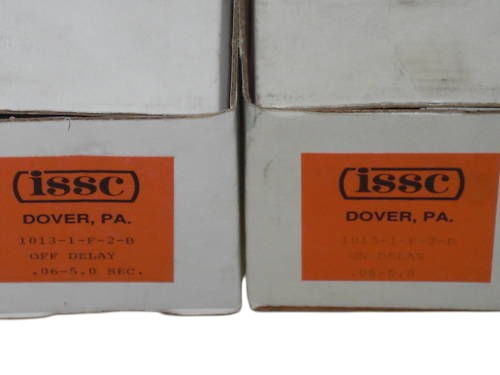 issc
DOVER, PA.
1013-1-F-2-B
OFF DELAY
.06-5.0 SEC.
issc
DOVER, PA.
1013-1-F-2-B
ON DELAY
.06-5.0